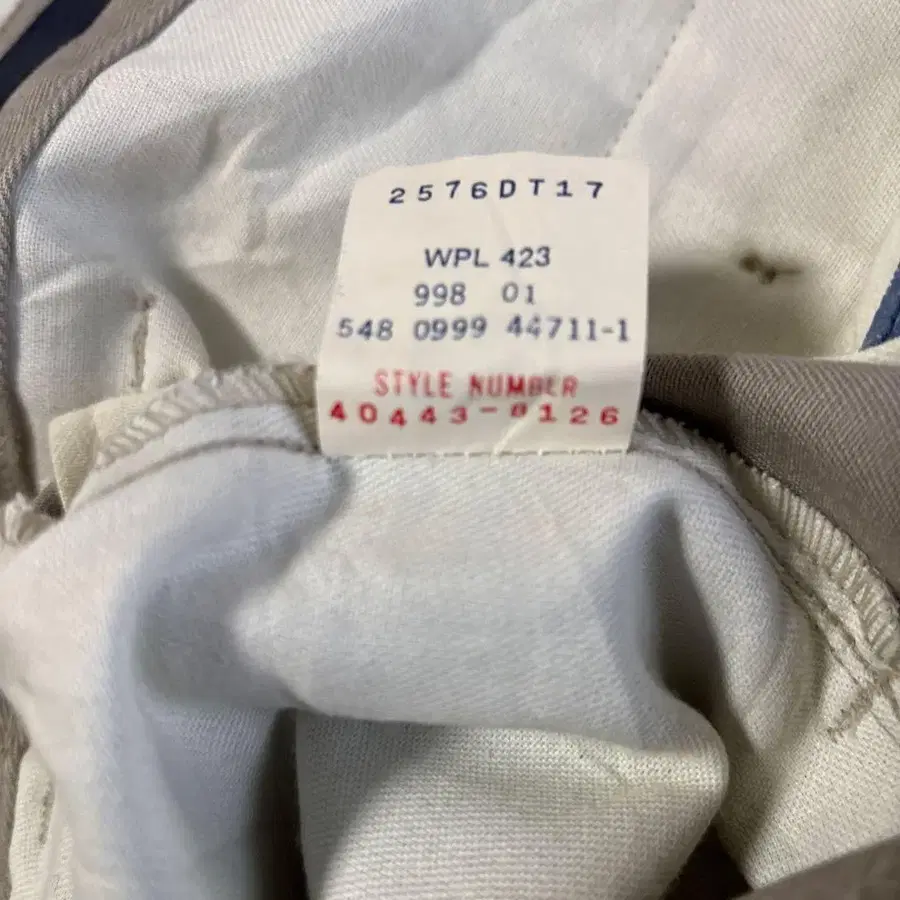 2576DT17
WPL 423
998 01
548 0999 44711-1
STYLE NUMBER
40443-0126